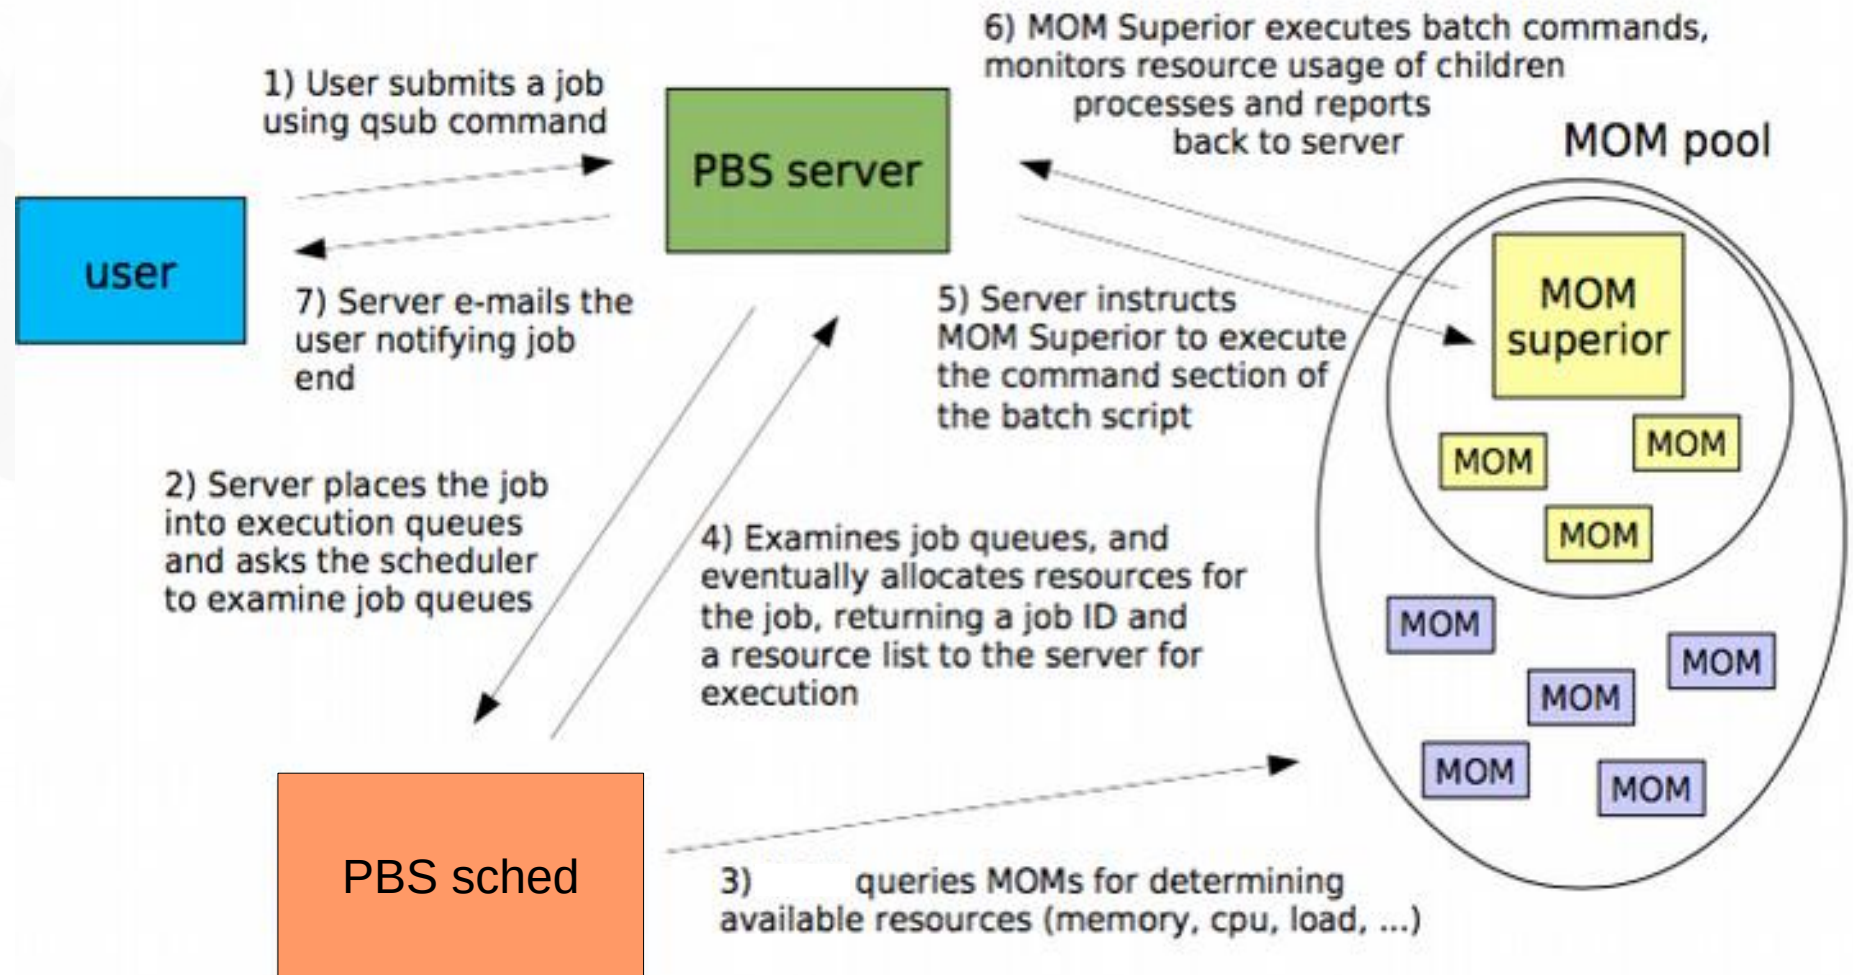 1) User submits a job
using qsub command
PBS server
6) MOM Superior executes batch commands,
monitors resource usage of children
processes and reports
back to server
MOM pool
user
7) Server e-mails the
user notifying job
end
5) Server instructs
MOM Superior to execute
the command section of
the batch script
MOM
superior
MOM
MOM
MOM
2) Server places the job
into execution queues
and asks the scheduler
to examine job queues
4) Examines job queues, and
eventually allocates resources for
the job, returning a job ID and
a resource list to the server for
execution
MOM
MOM
MOM
MOM
MOM
PBS sched
3) queries MOMs for determining
available resources (memory, cpu, load, ...)